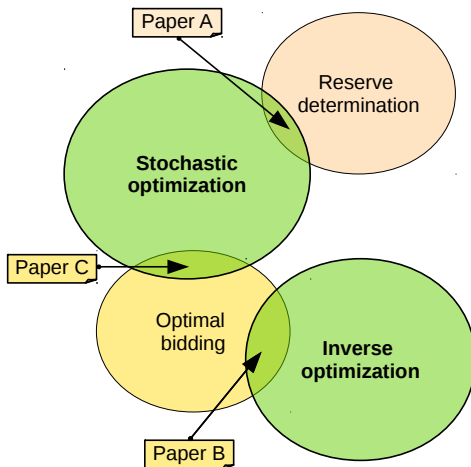 Paper A
Reserve
determination
Stochastic
optimization
Paper C
Optimal
bidding
Inverse
optimization
Paper B